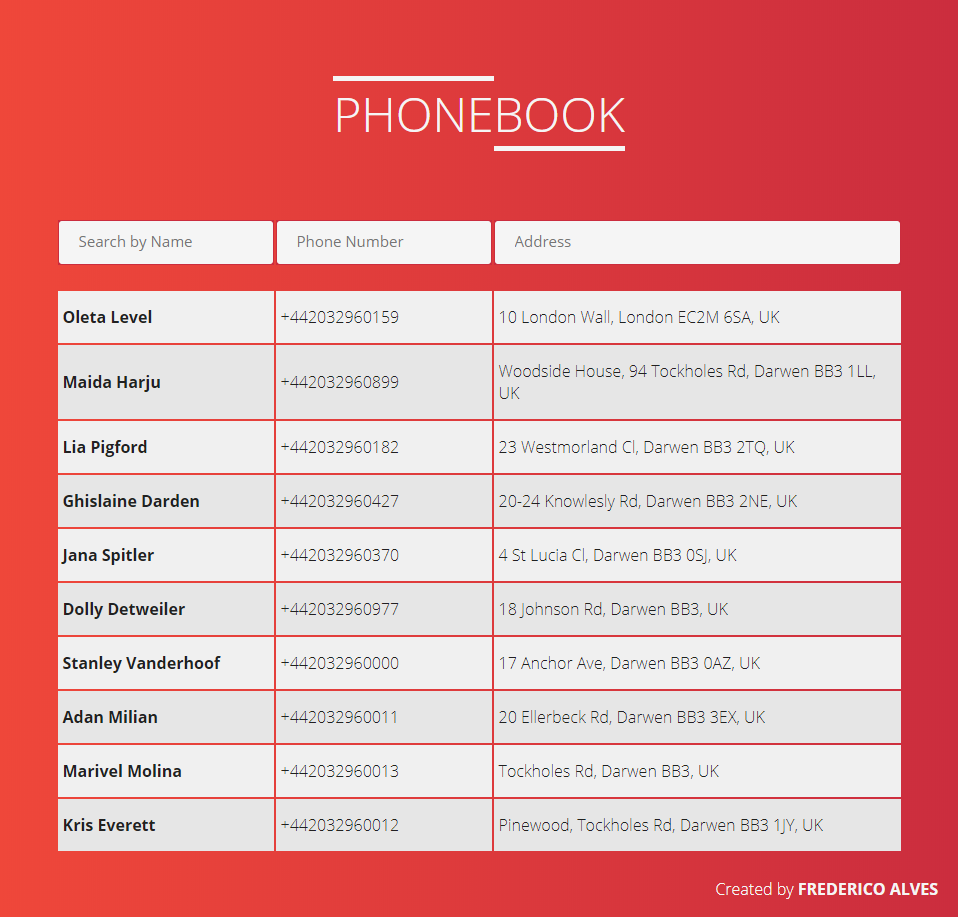 PHONEBOOK
Search by Name Phone Number Address
Oleta Level +442032960159 10 London Wall, London EC2M 6SA, UK
Maida Harju +442032960899 Woodside House, 94 Tockholes Rd, Darwen BB3 1LL,
UK
Lia Pigford +442032960182 23 Westmorland Cl, Darwen BB3 2TQ, UK
Ghislaine Darden +442032960427 20-24 Knowlesly Rd, Darwen BB3 2NE, UK
Jana Spitler +442032960370 4 St Lucia Cl, Darwen BB3 0SJ, UK
Dolly Detweiler +442032960977 18 Johnson Rd, Darwen BB3, UK
Stanley Vanderhoof +442032960000 17 Anchor Ave, Darwen BB3 0AZ, UK
Adan Milian +442032960011 20 Ellerbeck Rd, Darwen BB3 3EX, UK
Marivel Molina +442032960013 Tockholes Rd, Darwen BB3, UK
Kris Everett +442032960012 Pinewood, Tockholes Rd, Darwen BB3 1JY, UK
Created by FREDERICO ALVES